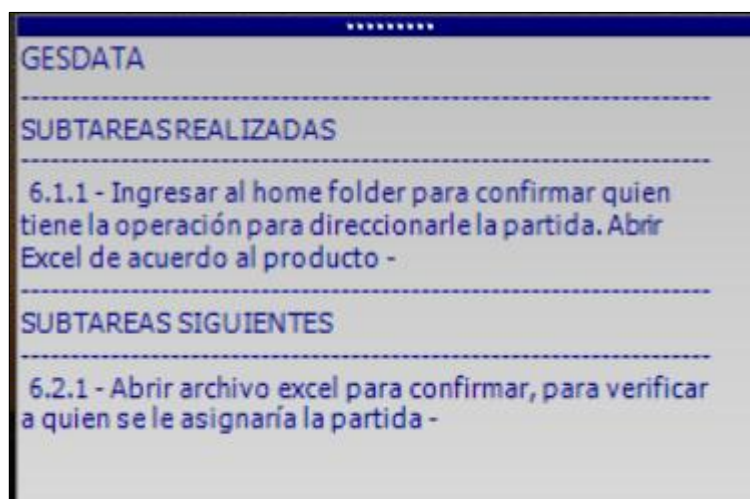 GESDATA
-----------------------------------------------------------------
SUBTAREAS REALIZADAS
-----------------------------------------------------------------
6.1.1 - Ingresar al home folder para confirmar quien
tiene la operación para direccionarle la partida. Abrir
Excel de acuerdo al producto -
-----------------------------------------------------------------
SUBTAREAS SIGUIENTES
-----------------------------------------------------------------
6.2.1 - Abrir archivo excel para confirmar, para verificar
a quien se le asignaría la partida -